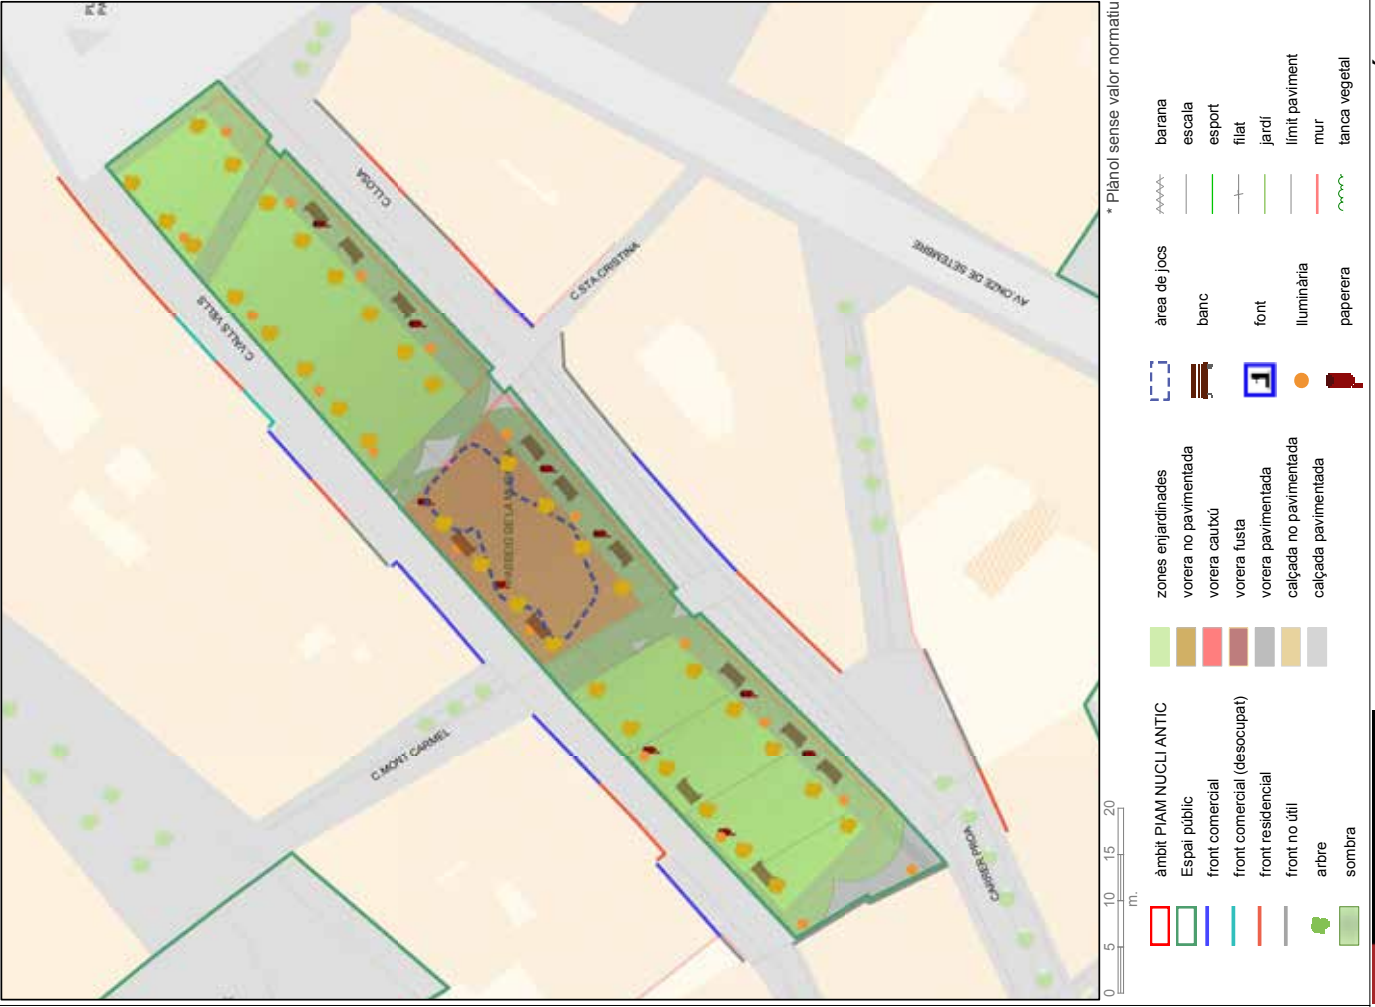 C.LLOSA
C.VALLS VELLS
C.STA.CRISTINA
AV.ONZE DE SETEMBRE
C.MONT CARMEL
CARRER PROA
* Plànol sense valor normatiu
0 5 10 15 20
m.
àmbit PIAM NUCLI ANTIC
Espai públic
front comercial
front comercial (desocupat)
front residencial
front no útil
arbre
sombra
zones enjardinades
vorera no pavimentada
vorera cautxú
vorera fusta
vorera pavimentada
calçada no pavimentada
calçada pavimentada
àrea de jocs
banc
font
lluminària
paperera
barana
escala
esport
filat
jardí
límit paviment
mur
tanca vegetal